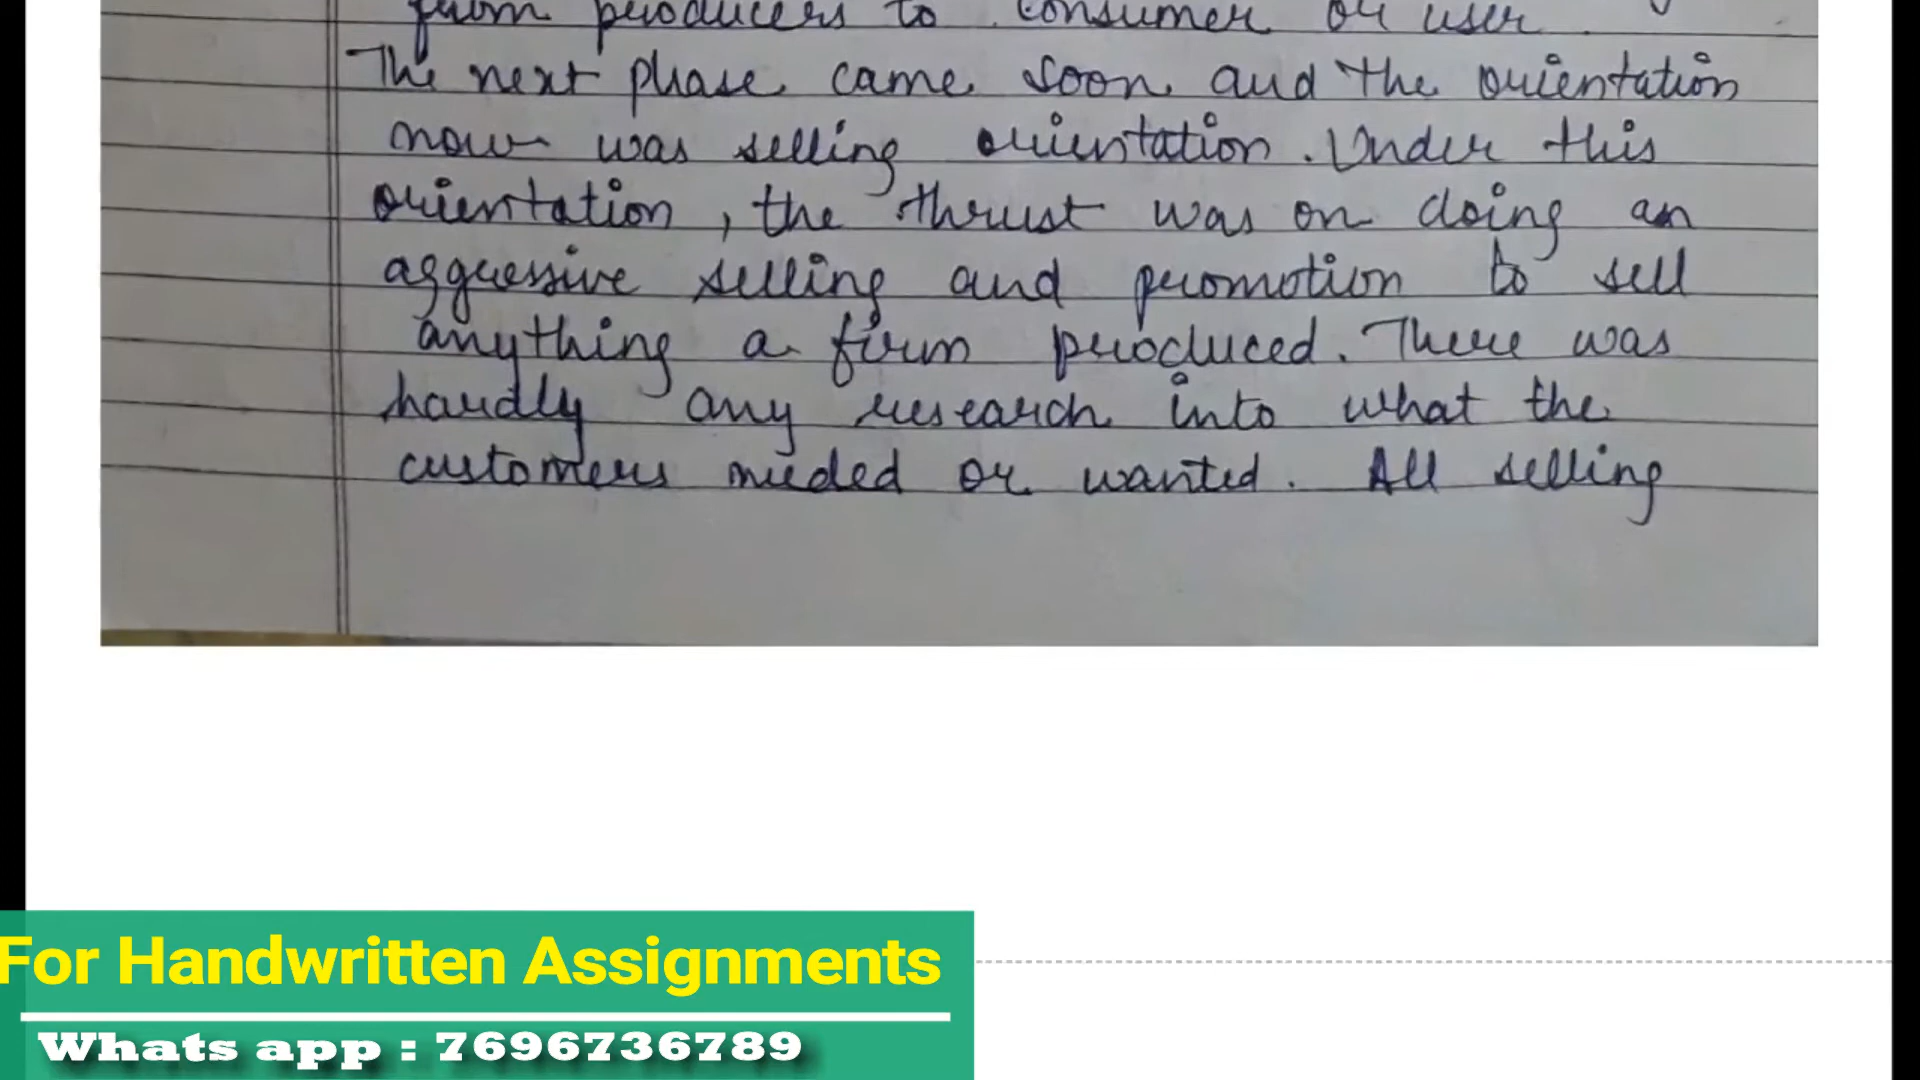 from producers to consumer or user.
The next phase came soon and the orientation
now was selling orientation. Under this
orientation, the thrust was on doing an
aggressive selling and promotion to sell
anything a firm produced. There was
hardly any research into what the
customers needed or wanted. All selling
For Handwritten Assignments
Whats app : 7696736789